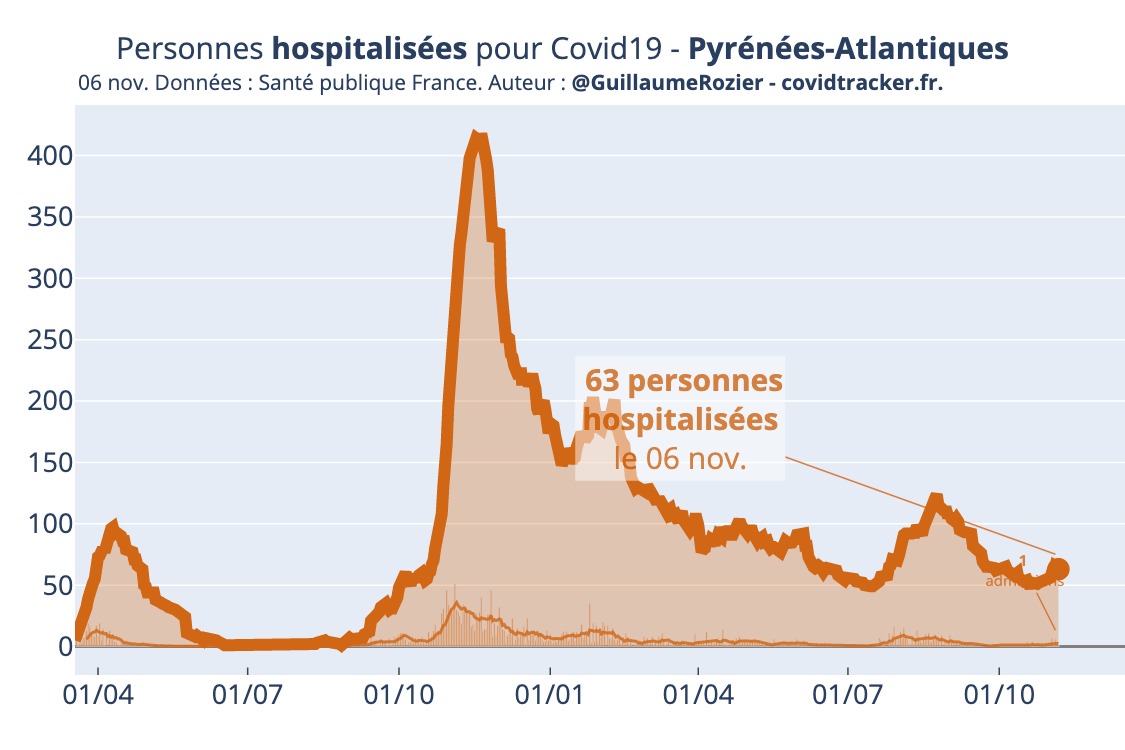 Personnes hospitalisées pour Covid19 - Pyrénées-Atlantiques
06 nov. Données : Santé publique France. Auteur : @GuillaumeRozier - covidtracker.fr.
400
350
300
250
200
150
100
50
0
63 personnes
hospitalisées
le 06 nov.
1
01/04 01/07 01/10 01/01 01/04 01/07 01/10